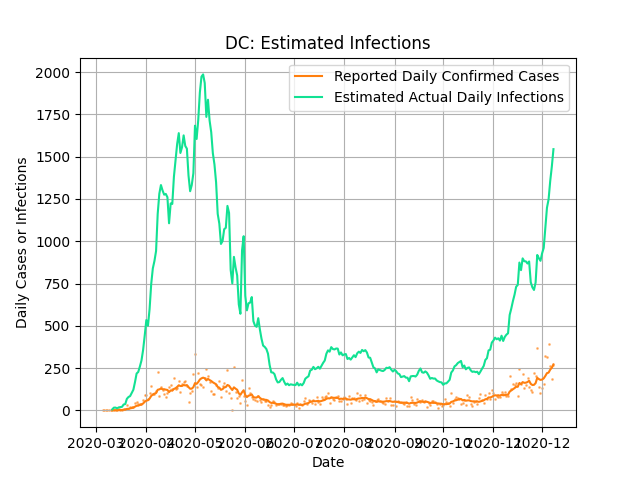 DC: Estimated Infections
Reported Daily Confirmed Cases
Estimated Actual Daily Infections
Daily Cases or Infections
2000
1750
1500
1250
1000
750
500
250
0
2020-03 2020-04 2020-05 2020-06 2020-07 2020-08 2020-09 2020-10 2020-11 2020-12
Date